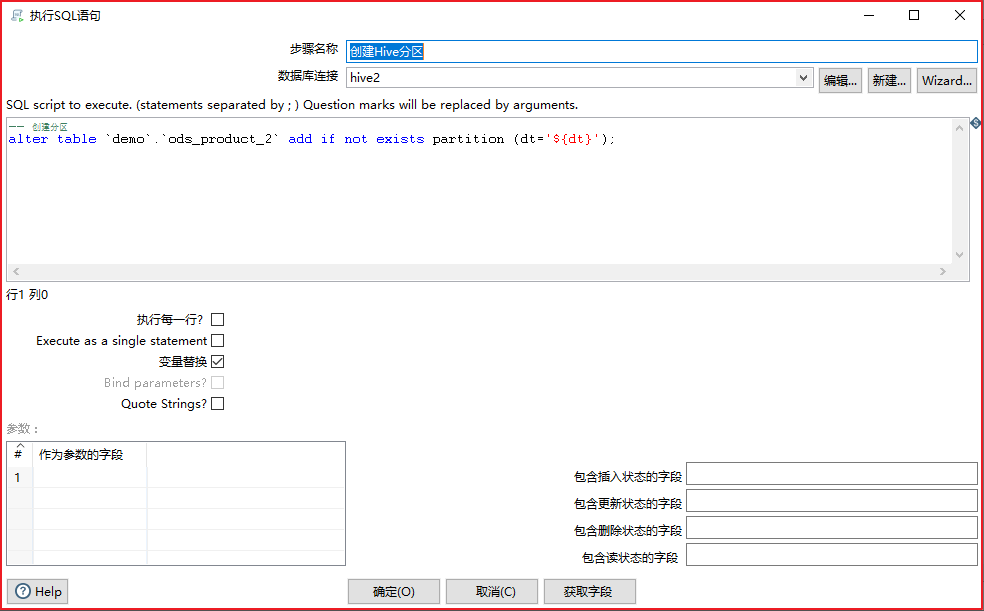 执行SQL语句
步骤名称 创建Hive分区
数据库连接 hive2 编辑... 新建... Wizard...
SQL script to execute. (statements separated by ; ) Question marks will be replaced by arguments.
-- 创建分区
alter table `demo`.`ods_product_2` add if not exists partition (dt='${dt}');
行1 列0
执行每一行?
Execute as a single statement
变量替换
Bind parameters?
Quote Strings?
参数 :
# 作为参数的字段
1
包含插入状态的字段
包含更新状态的字段
包含删除状态的字段
包含读状态的字段
Help 确定(O) 取消(C) 获取字段